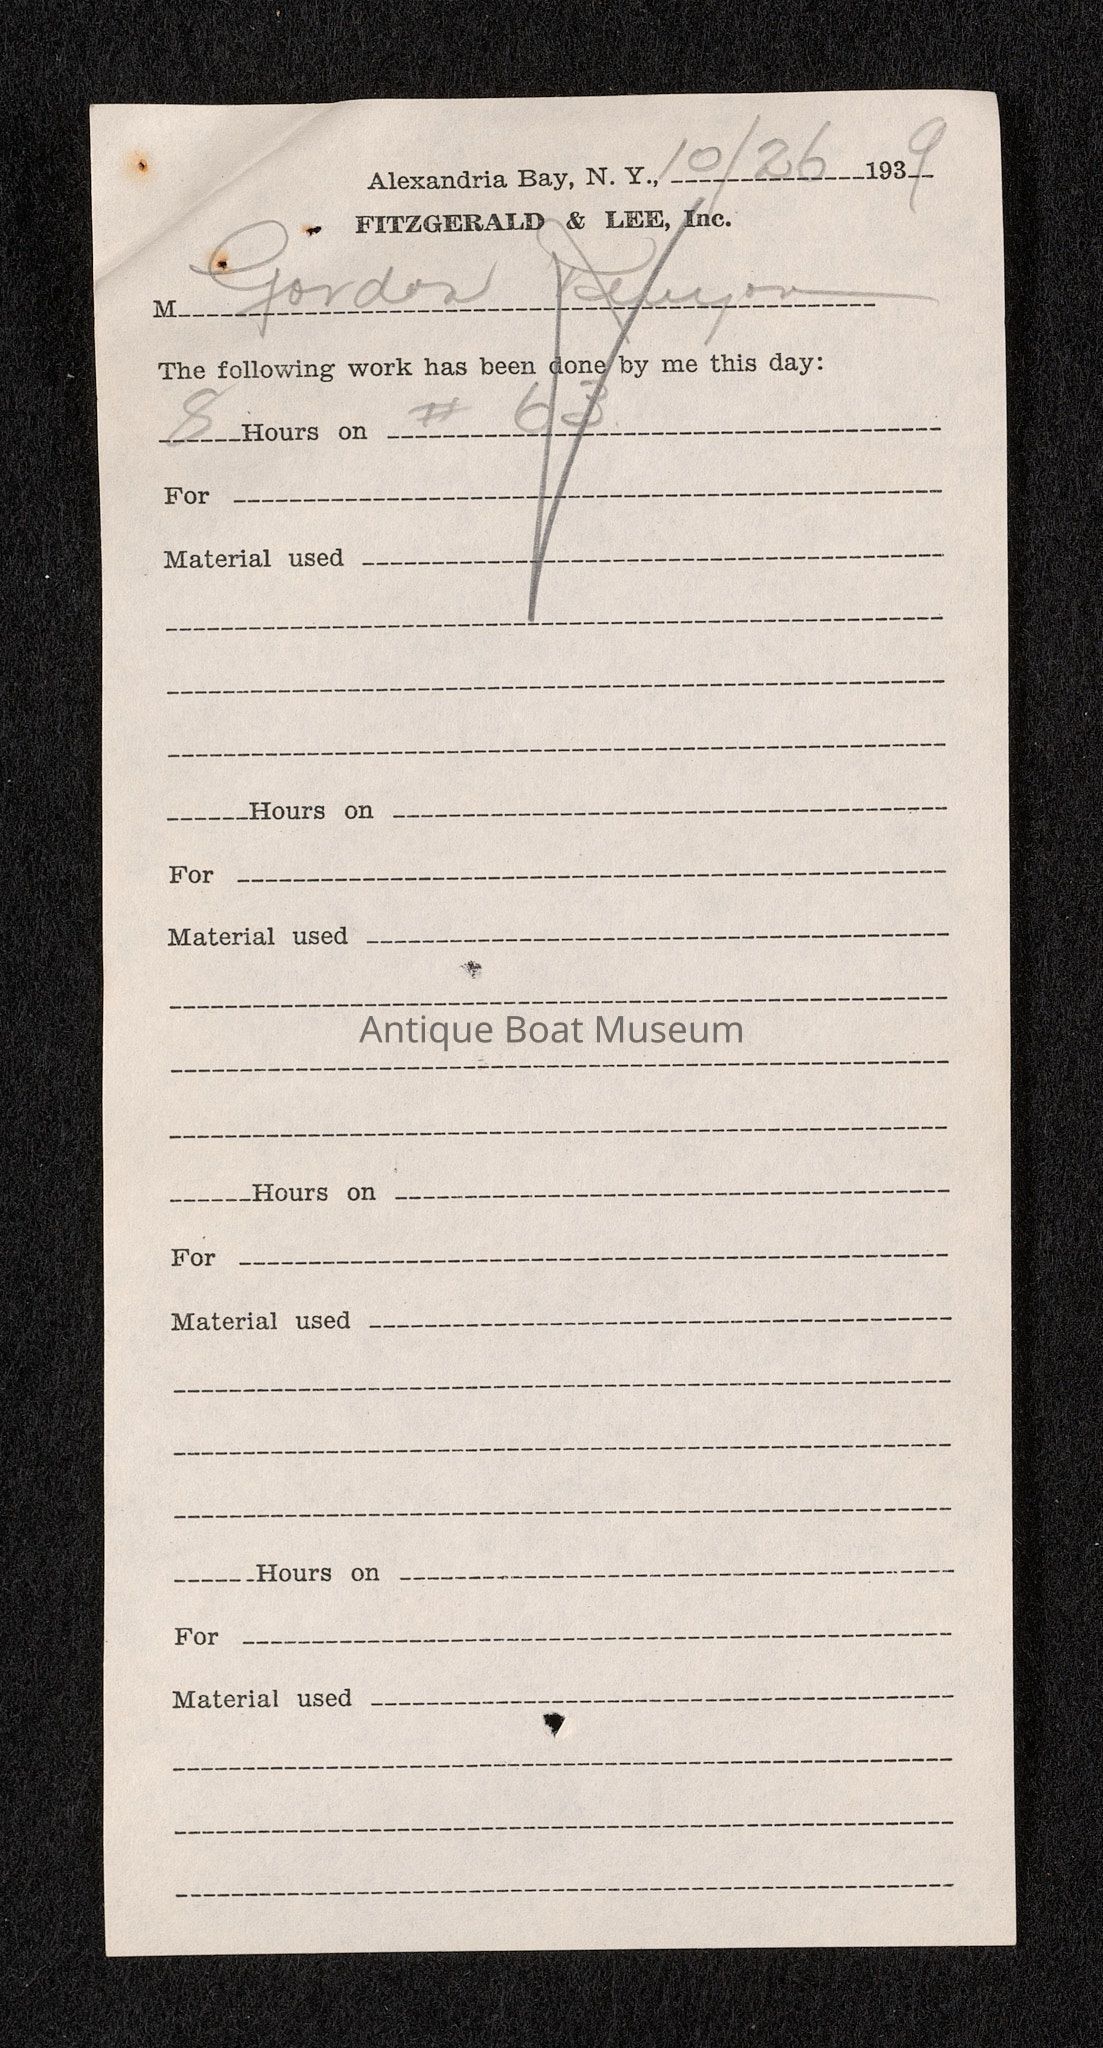 Alexandria Bay, N. Y., 10/26 1939
FITZGERALD & LEE, Inc.
M Gordon Kenyon
The following work has been done by me this day:
8 Hours on # 63
For
Material used
Hours on
For
Material used
Antique Boat Museum
Hours on
For
Material used
Hours on
For
Material used